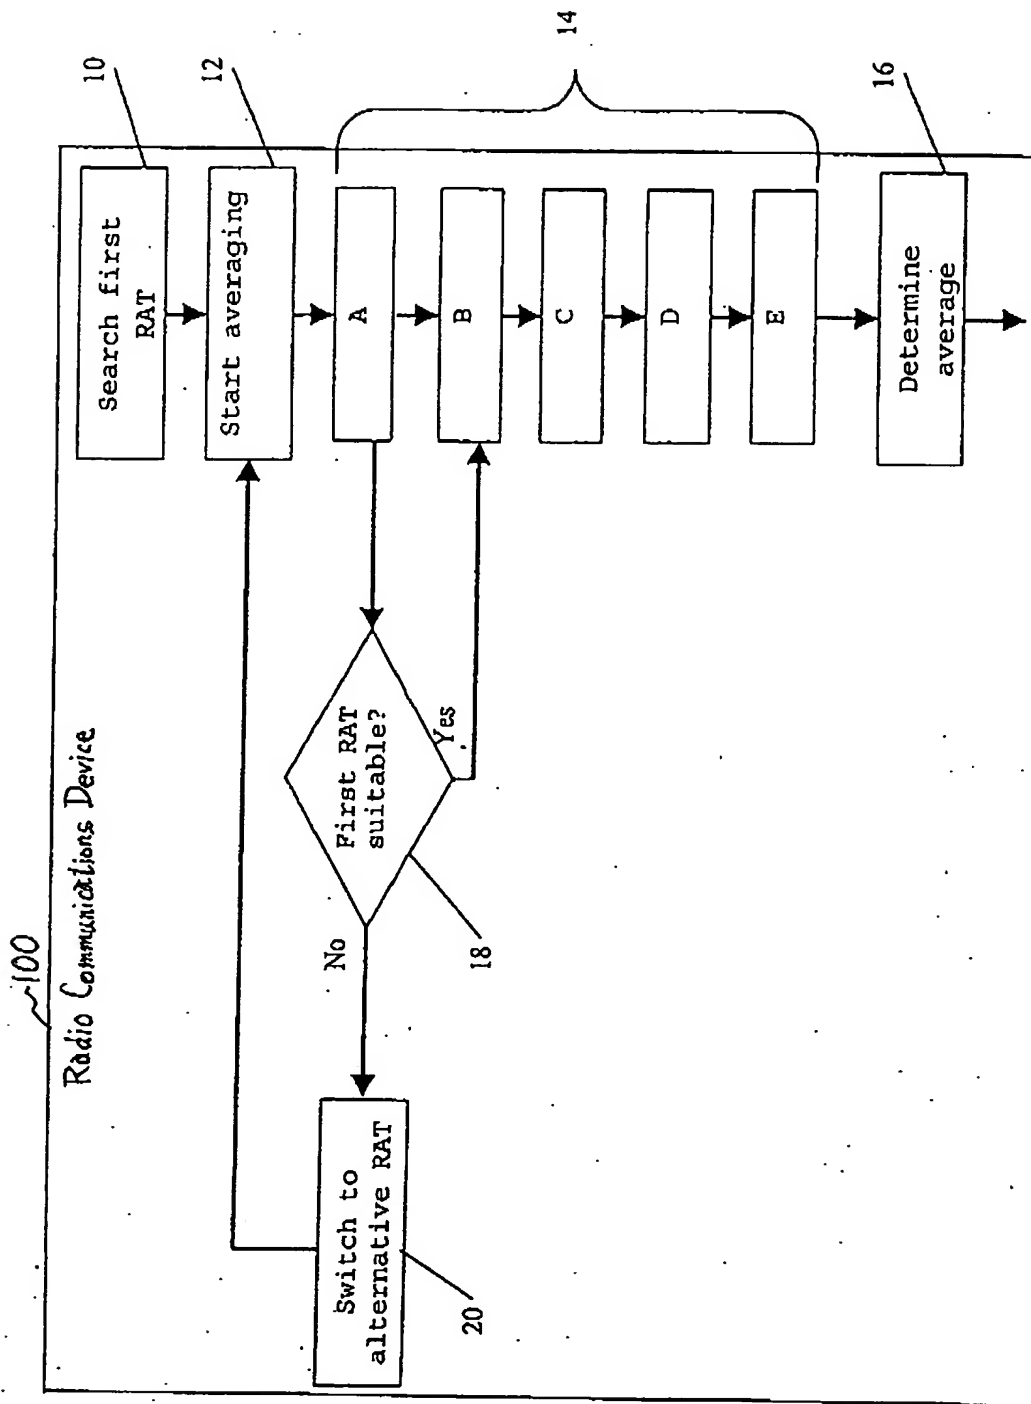 100
Radio Communications Device
Search first
RAT
10
Start averaging
12
A
B
C
D
E
14
Determine
average
16
First RAT
suitable?
Yes
No
18
Switch to
alternative RAT
20